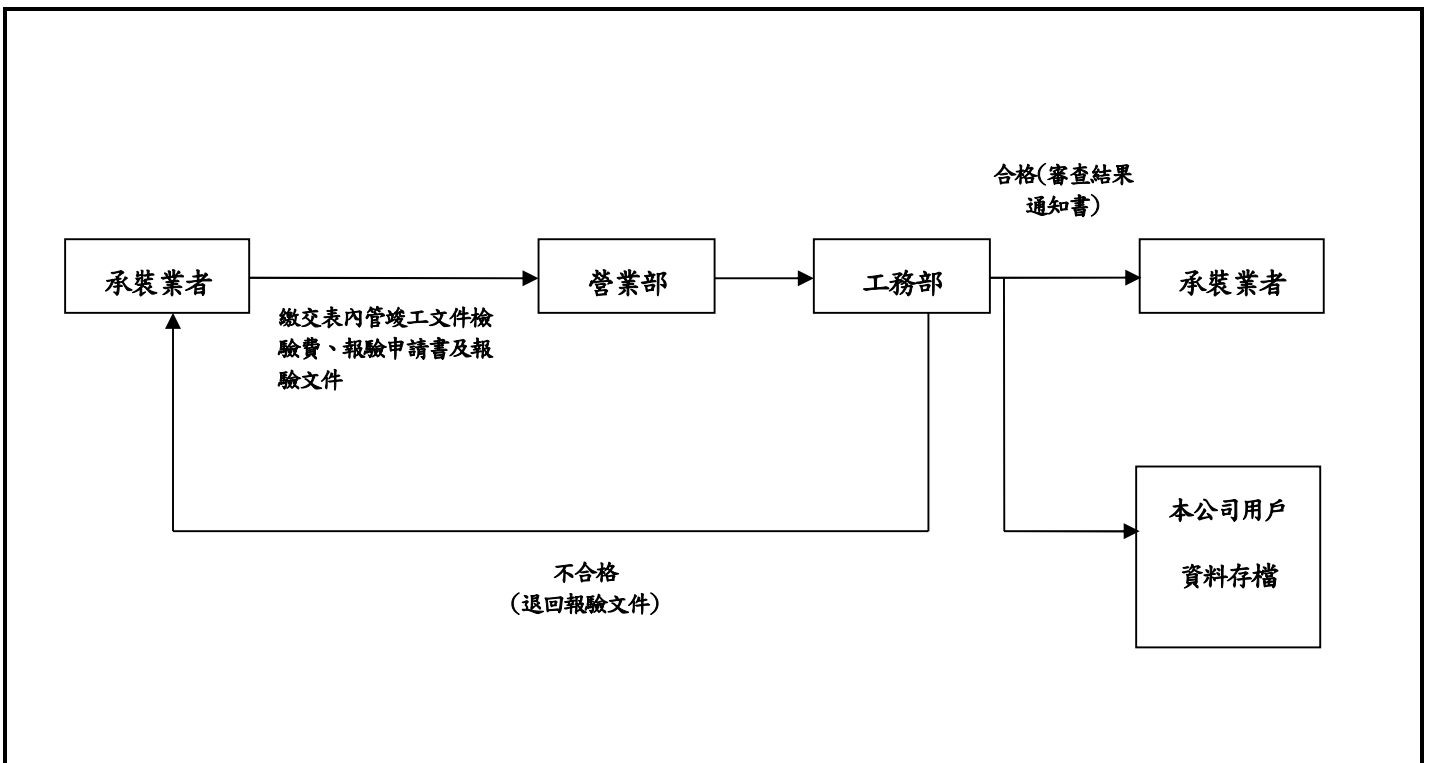 合格(審查結果
通知書)
承裝業者
營業部
工務部
承裝業者
繳交表內管竣工文件檢
驗費、報驗申請書及報
驗文件
本公司用戶
資料存檔
不合格
(退回報驗文件)